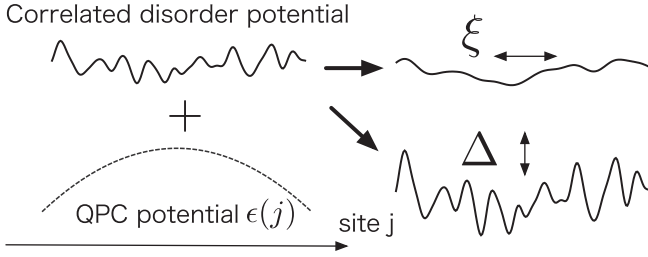 Correlated disorder potential
ξ
+
Δ
QPC potential ϵ(j)
site j